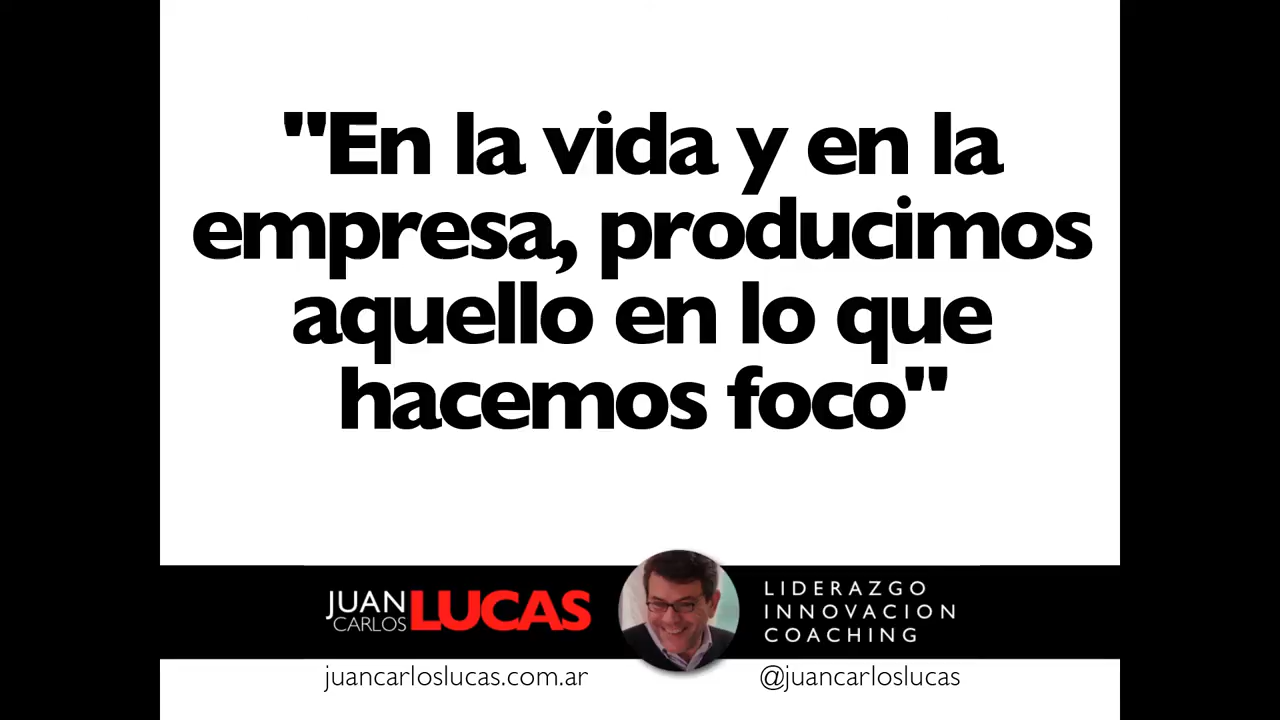 "En la vida y en la
empresa, producimos
aquello en lo que
hacemos foco"
JUAN
CARLOS
LUCAS
LIDERAZGO
INNOVACION
COACHING
juancarloslucas.com.ar
@juancarloslucas